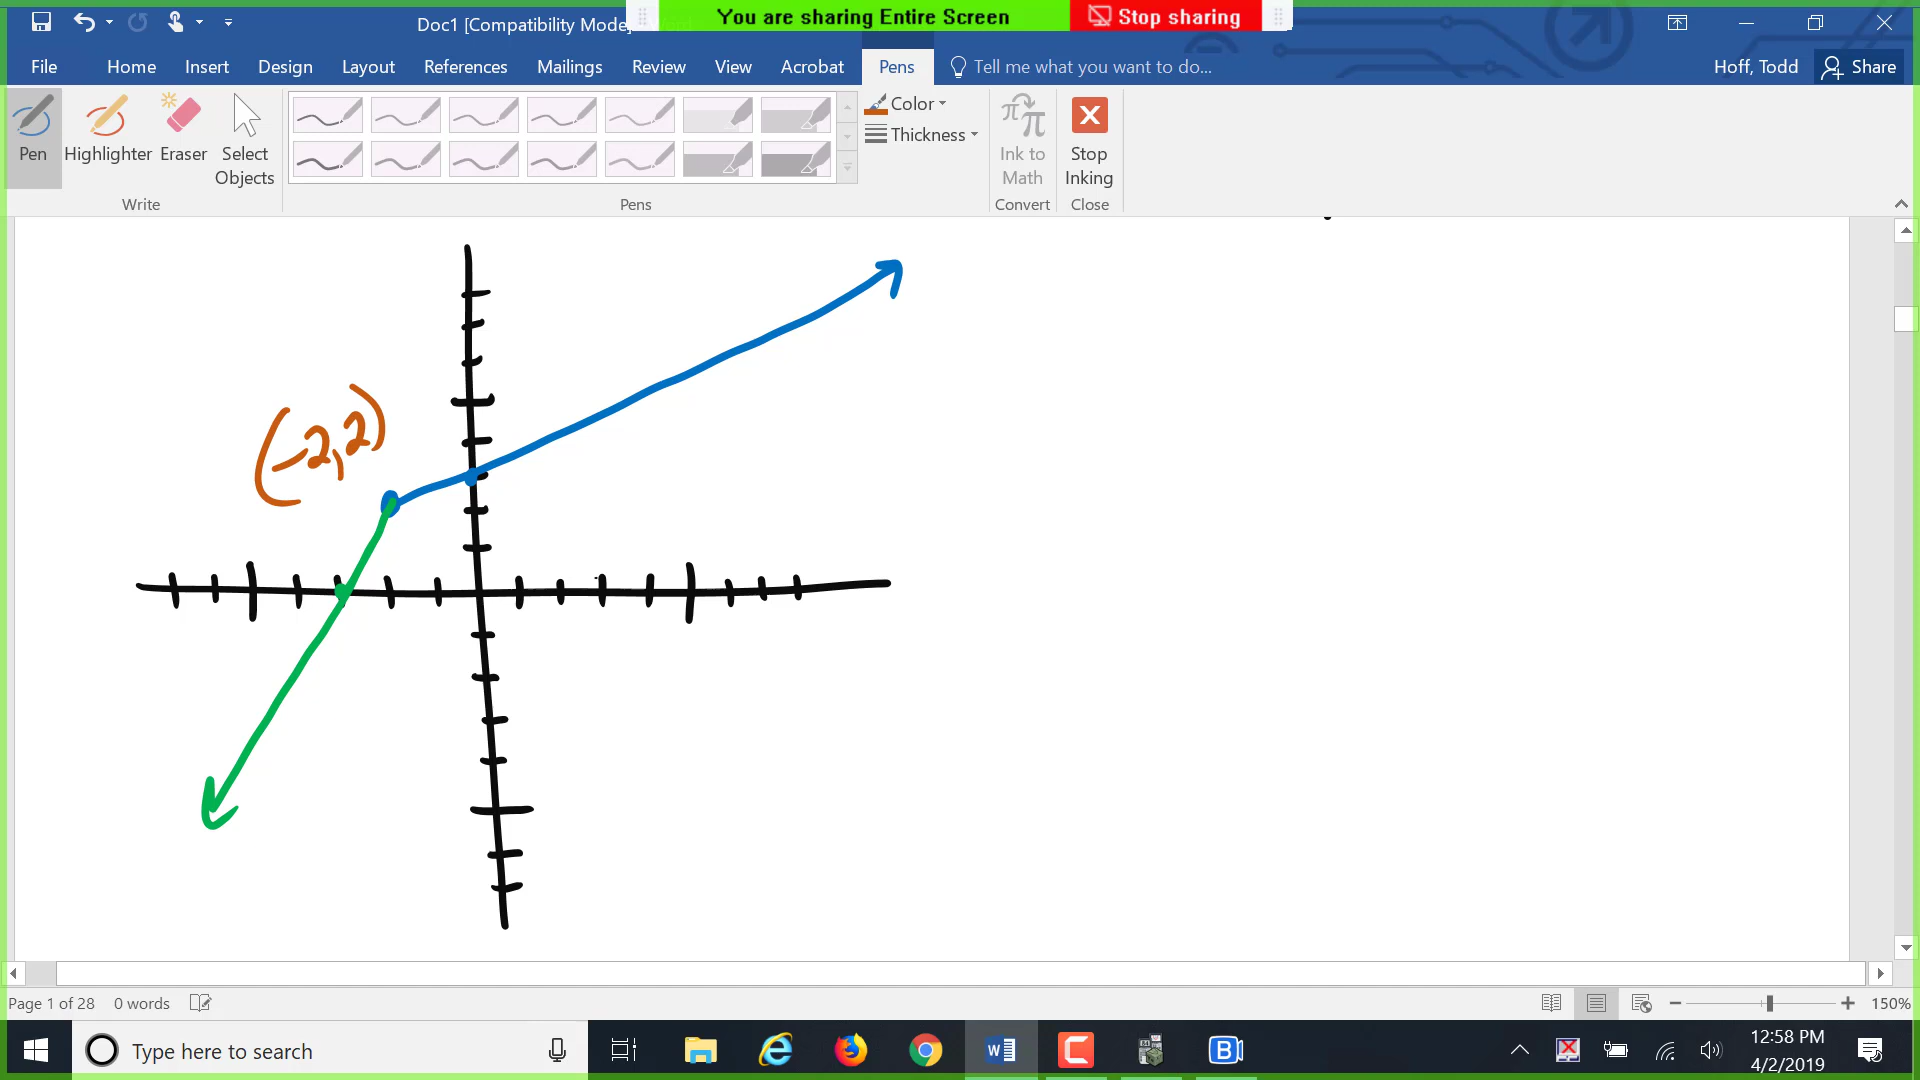 Doc1 [Compatibility Mode]
You are sharing Entire Screen
Stop sharing
File Home Insert Design Layout References Mailings Review View Acrobat Pens Tell me what you want to do... Hoff, Todd Share
Pen Highlighter Eraser Select Objects
Color
Thickness
Ink to Math
Stop Inking
Write Pens Convert Close
(-2,2)
Page 1 of 28 0 words 150%
Type here to search
12:58 PM
4/2/2019